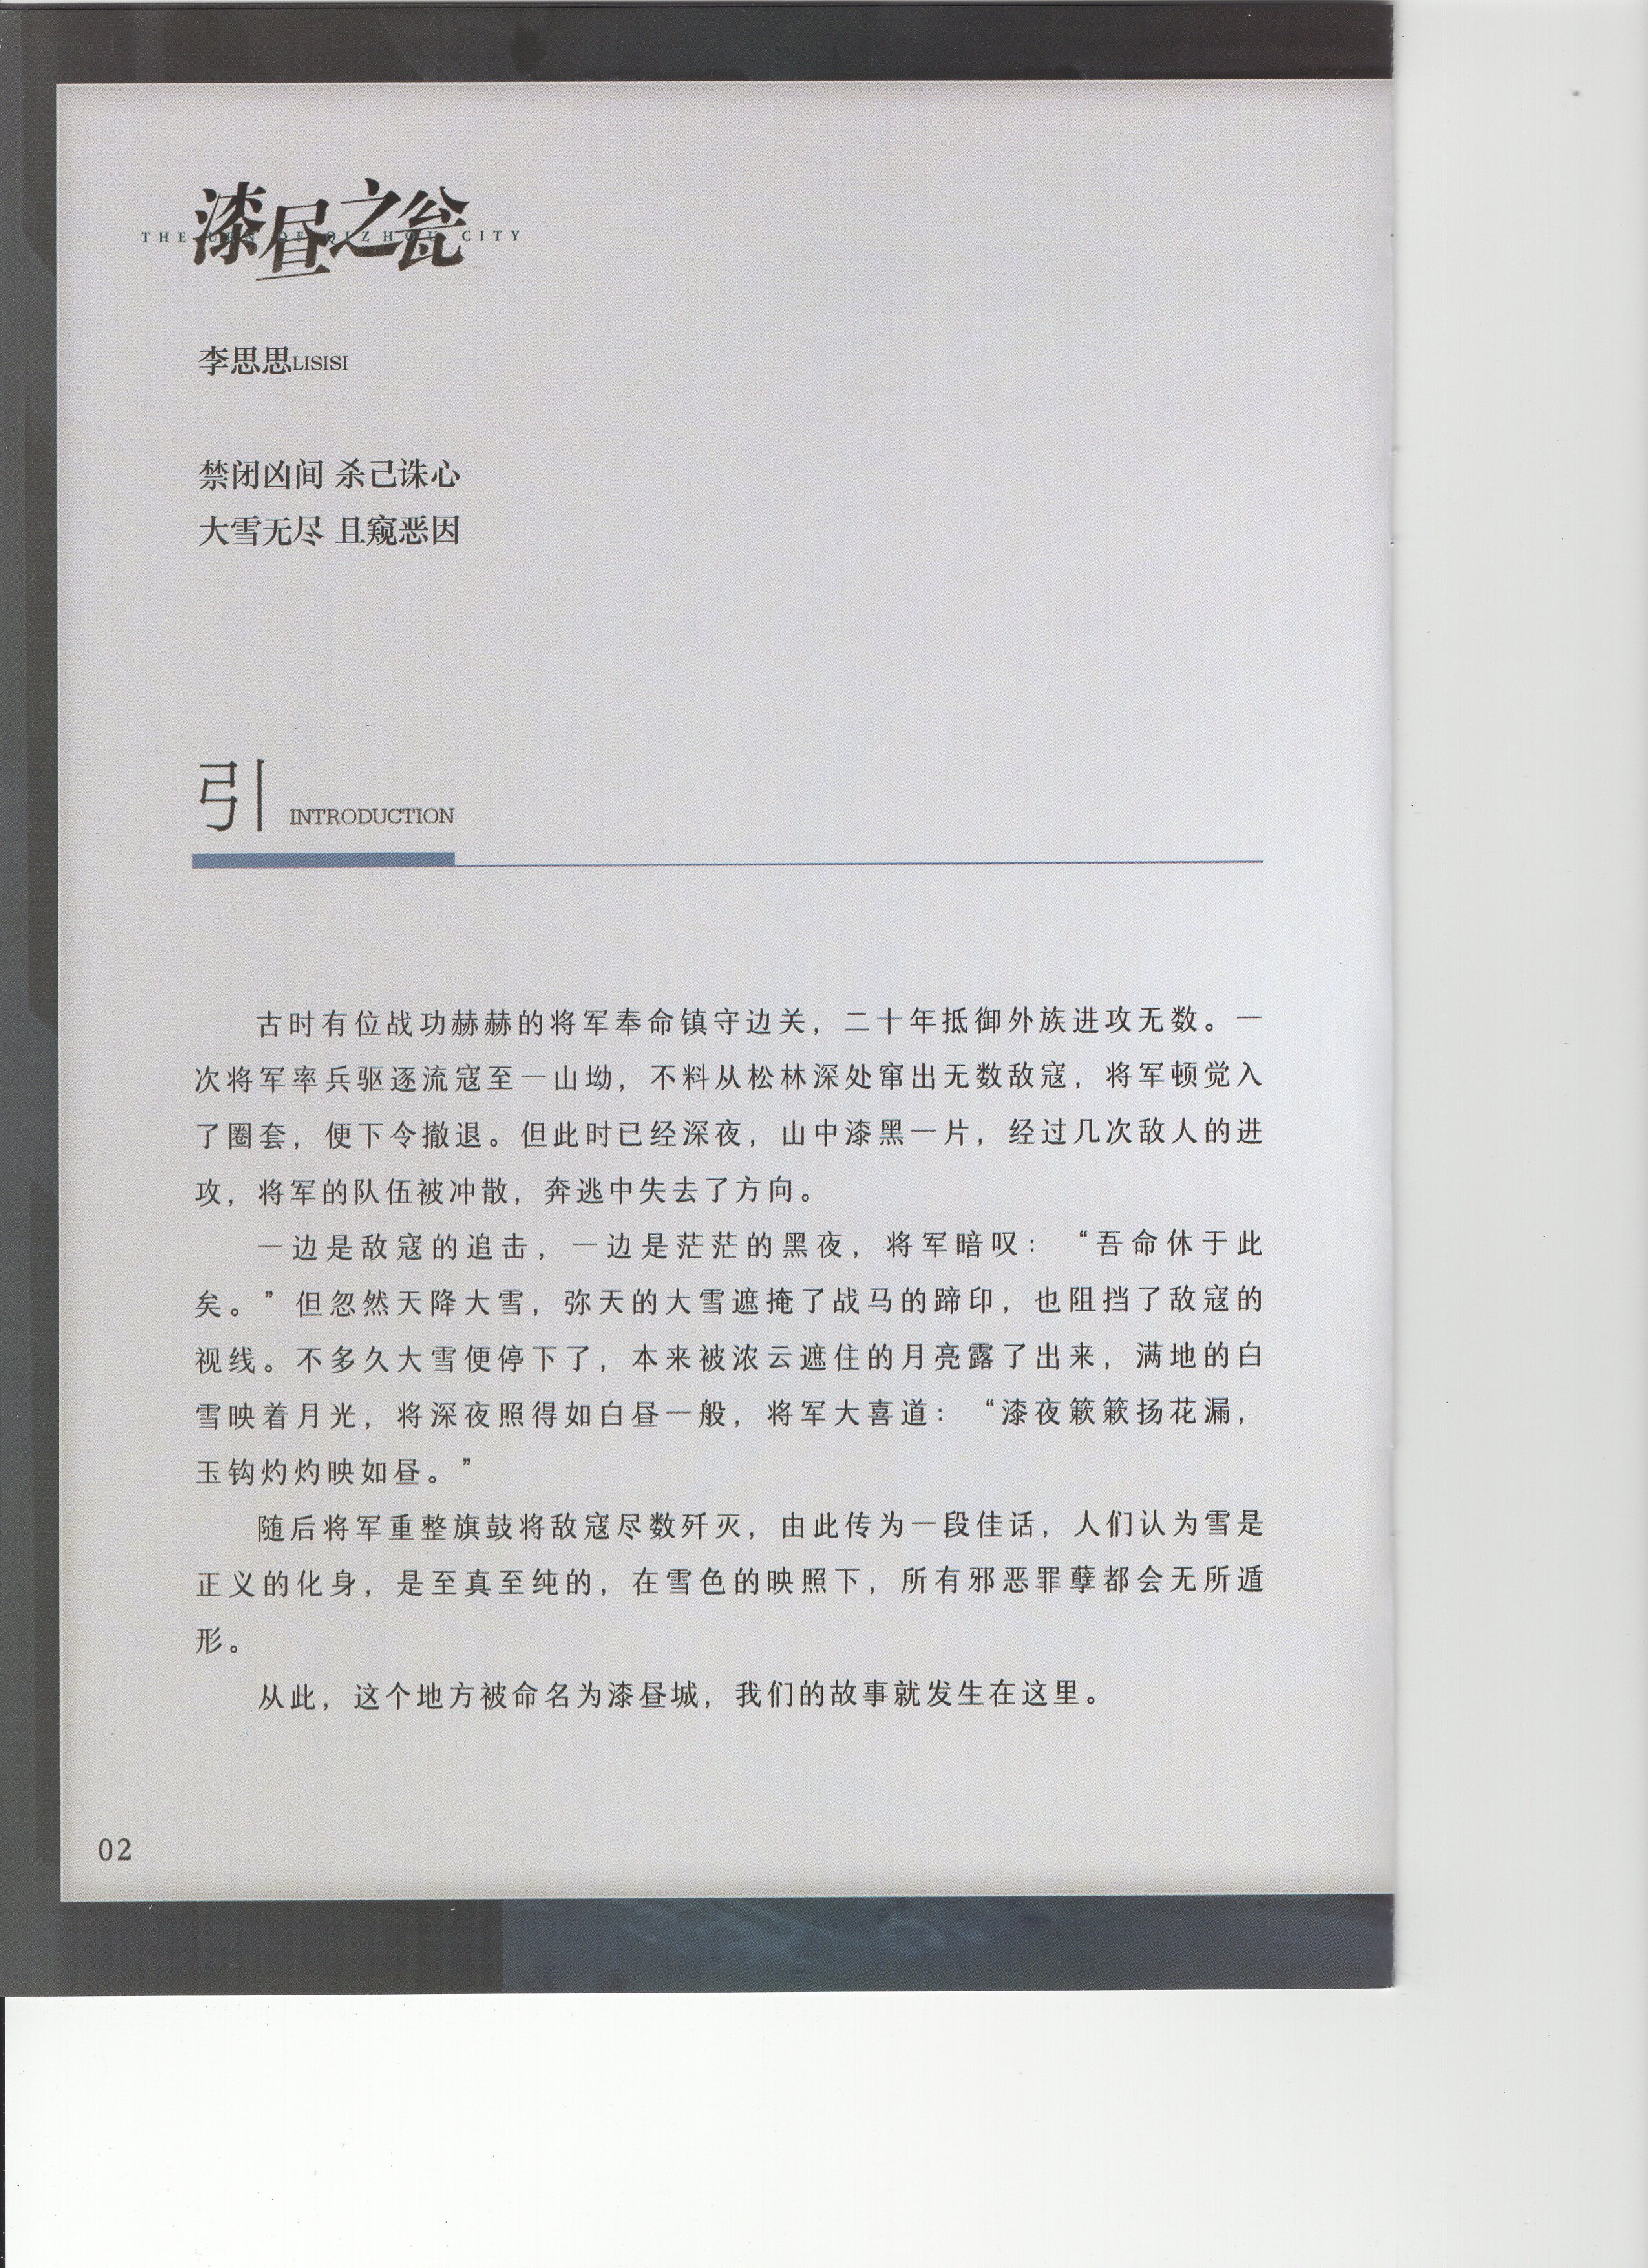 漆昼之瓮
THE URN OF QIZHOU CITY
李思思LISISI
禁闭凶间 杀己诛心
大雪无尽 且窥恶因
引 INTRODUCTION
古时有位战功赫赫的将军奉命镇守边关，二十年抵御外族进攻无数。一
次将军率兵驱逐流寇至一山坳，不料从松林深处窜出无数敌寇，将军顿觉入
了圈套，便下令撤退。但此时已经深夜，山中漆黑一片，经过几次敌人的进
攻，将军的队伍被冲散，奔逃中失去了方向。
一边是敌寇的追击，一边是茫茫的黑夜，将军暗叹：“吾命休于此
矣。”但忽然天降大雪，弥天的大雪遮掩了战马的蹄印，也阻挡了敌寇的
视线。不多久大雪便停下了，本来被浓云遮住的月亮露了出来，满地的白
雪映着月光，将深夜照得如白昼一般，将军大喜道：“漆夜簌簌扬花漏，
玉钩灼灼映如昼。”
随后将军重整旗鼓将敌寇尽数歼灭，由此传为一段佳话，人们认为雪是
正义的化身，是至真至纯的，在雪色的映照下，所有邪恶罪孽都会无所遁
形。
从此，这个地方被命名为漆昼城，我们的故事就发生在这里。
02